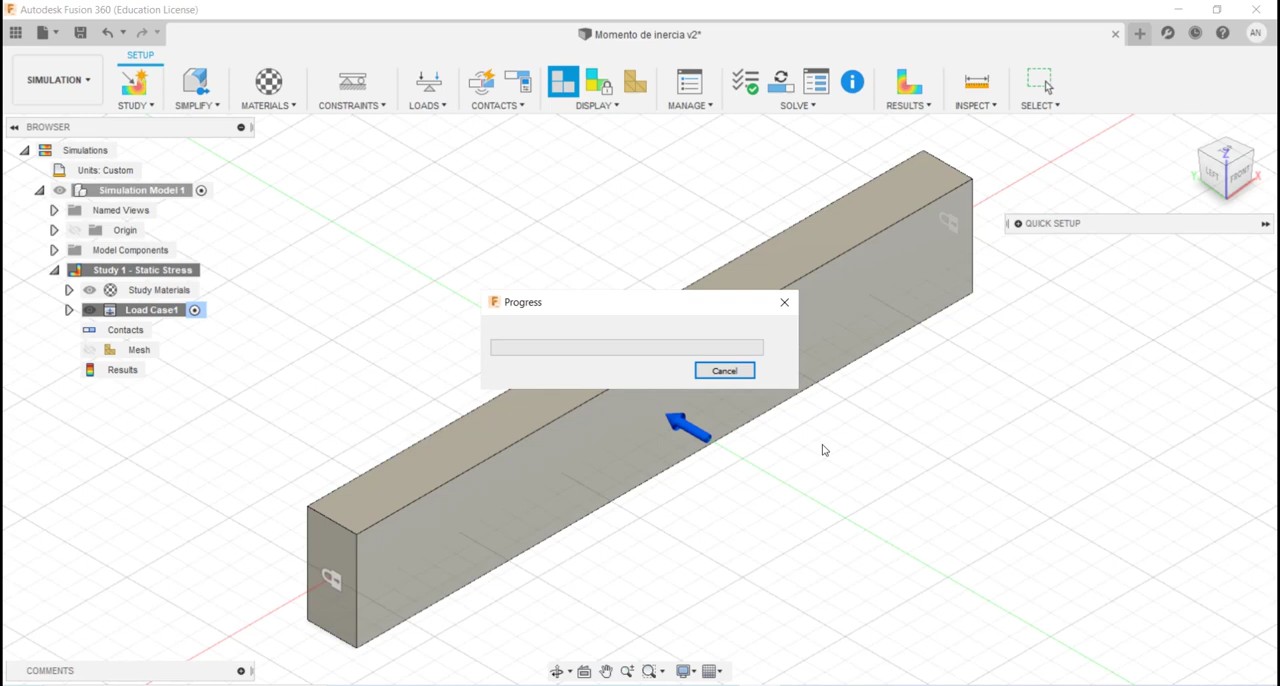 Autodesk Fusion 360 (Education License)
Momento de inercia v2*
AN
SETUP
SIMULATION
STUDY
SIMPLIFY
MATERIALS
CONSTRAINTS
LOADS
CONTACTS
DISPLAY
MANAGE
SOLVE
RESULTS
INSPECT
SELECT
BROWSER
Simulations
Units: Custom
Simulation Model 1
Named Views
Origin
Model Components
Study 1 - Static Stress
Study Materials
Load Case1
Contacts
Mesh
Results
Z
LEFT
FRONT
Y
X
QUICK SETUP
Progress
Cancel
COMMENTS